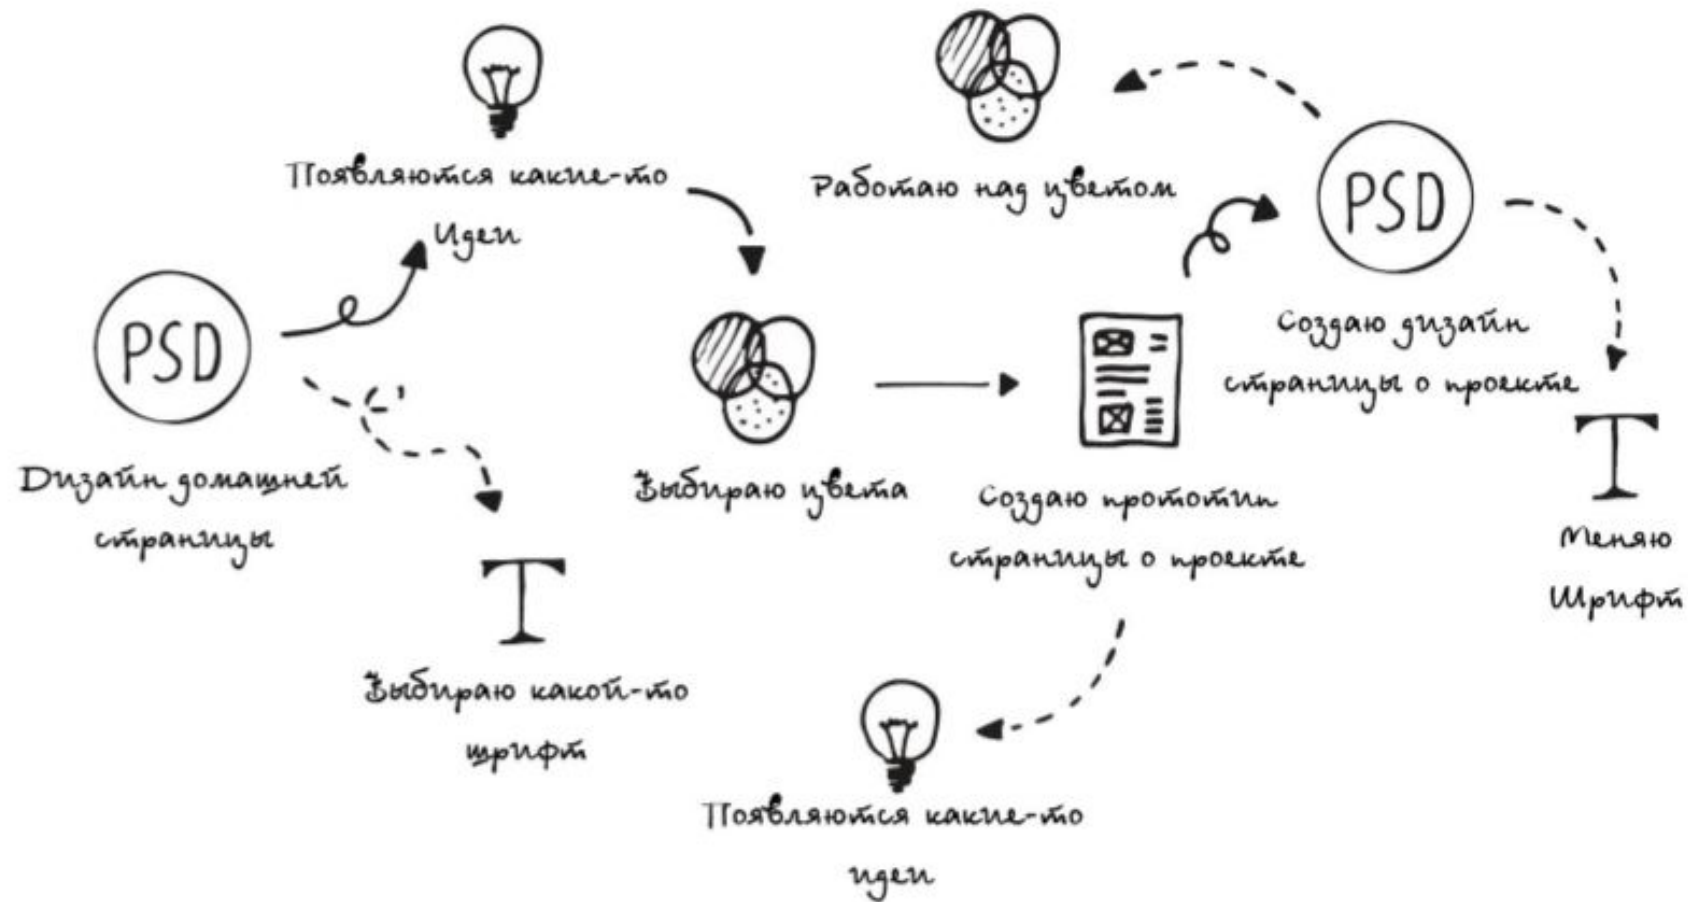 Появляются какие-то
Идеи
PSD
Дизайн домашней
страницы
Выбираю какой-то
шрифт
Выбираю цвета
Создаю прототип
страницы о проекте
Появляются какие-то
идеи
Работаю над цветом
PSD
Создаю дизайн
страницы о проекте
T
Меняю
Шрифт
T